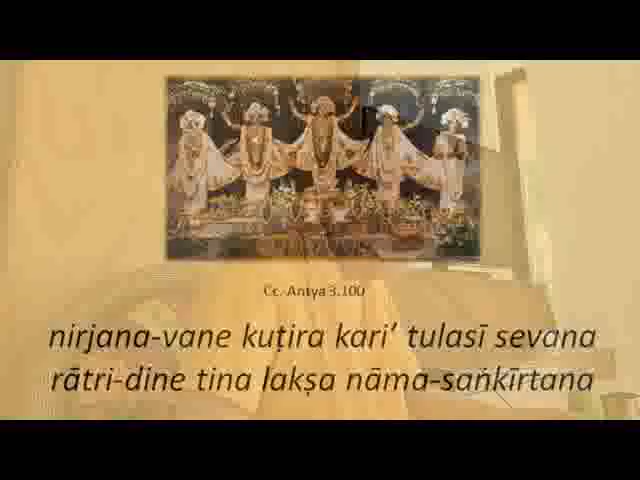 Cc. Antya 3.100
nirjana-vane kuṭira kari’ tulasī sevana
rātri-dine tina lakṣa nāma-saṅkīrtana